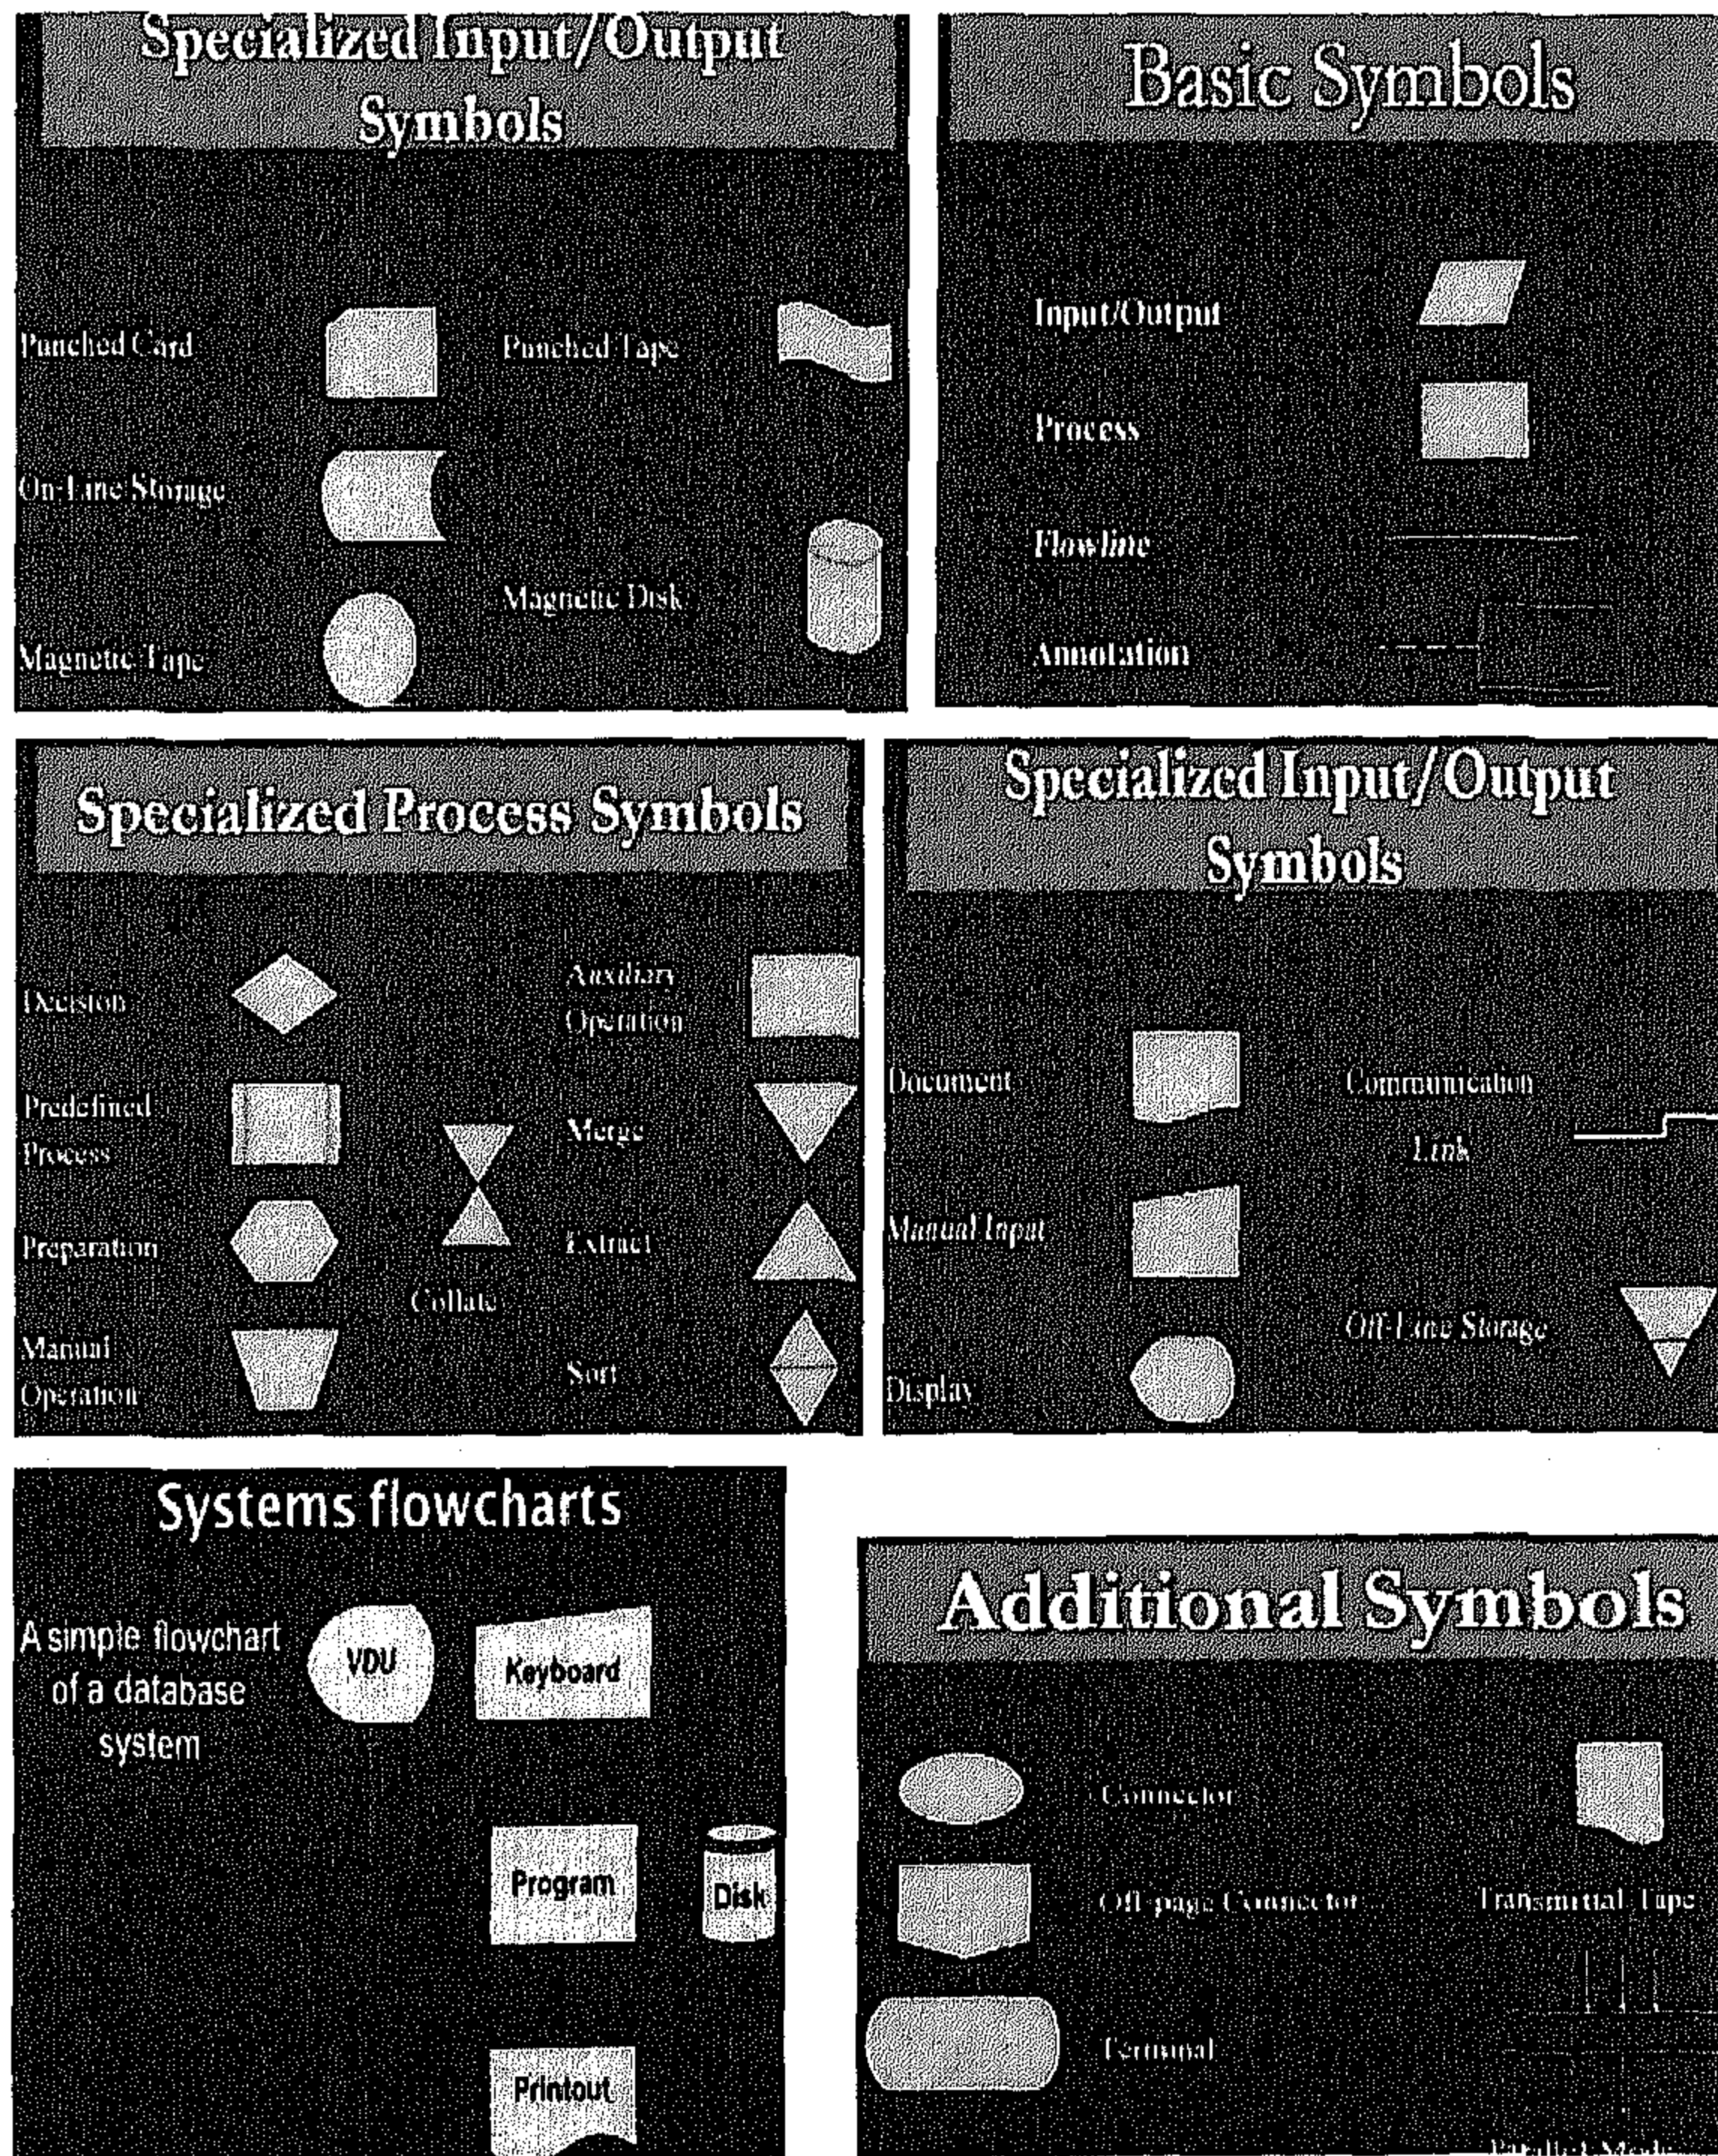 Specialized Input/Output
Symbols
Punched Card
Punched Tape
On-Line Storage
Magnetic Disk
Magnetic Tape
Basic Symbols
Input/Output
Process
Flowline
Annotation
Specialized Process Symbols
Decision
Auxiliary
Operation
Predefined
Process
Merge
Preparation
Extract
Collate
Manual
Operation
Sort
Specialized Input/Output
Symbols
Document
Communication
Link
Manual Input
Off-Line Storage
Display
Systems flowcharts
A simple flowchart
of a database
system
VDU
Keyboard
Program
Disk
Printout
Additional Symbols
Connector
Off-page Connector
Transmittal Tape
Terminal
Parallel